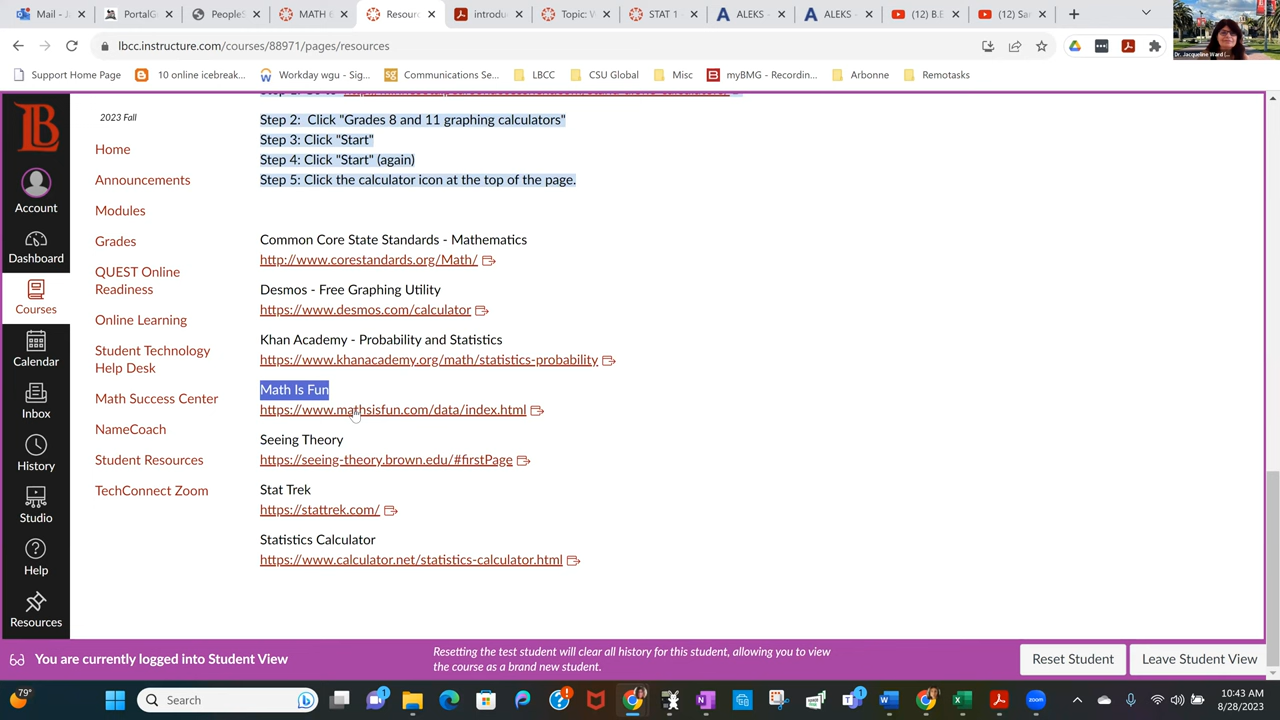 Mail - J
PortalG
PeopleS
MATH 6
Resourc
introdu
Topic: W
STAT 1
ALEKS -
ALEKS -
(12) B.E
(12) Sar
lbcc.instructure.com/courses/88971/pages/resources
Support Home Page
10 online icebreak...
Workday wgu - Sig...
Communications Se...
LBCC
CSU Global
Misc
myBMG - Recordin...
Arbonne
Remotasks
Dr. Jacqueline Ward
2023 Fall
Home
Announcements
Modules
Grades
QUEST Online
Readiness
Online Learning
Student Technology
Help Desk
Math Success Center
NameCoach
Student Resources
TechConnect Zoom
LB
Account
Dashboard
Courses
Calendar
Inbox
History
Studio
Help
Resources
Step 2: Click "Grades 8 and 11 graphing calculators"
Step 3: Click "Start"
Step 4: Click "Start" (again)
Step 5: Click the calculator icon at the top of the page.
Common Core State Standards - Mathematics
http://www.corestandards.org/Math/
Desmos - Free Graphing Utility
https://www.desmos.com/calculator
Khan Academy - Probability and Statistics
https://www.khanacademy.org/math/statistics-probability
Math Is Fun
https://www.mathsisfun.com/data/index.html
Seeing Theory
https://seeing-theory.brown.edu/#firstPage
Stat Trek
https://stattrek.com/
Statistics Calculator
https://www.calculator.net/statistics-calculator.html
You are currently logged into Student View
Resetting the test student will clear all history for this student, allowing you to view
the course as a brand new student.
Reset Student
Leave Student View
79°
Search
10:43 AM
8/28/2023